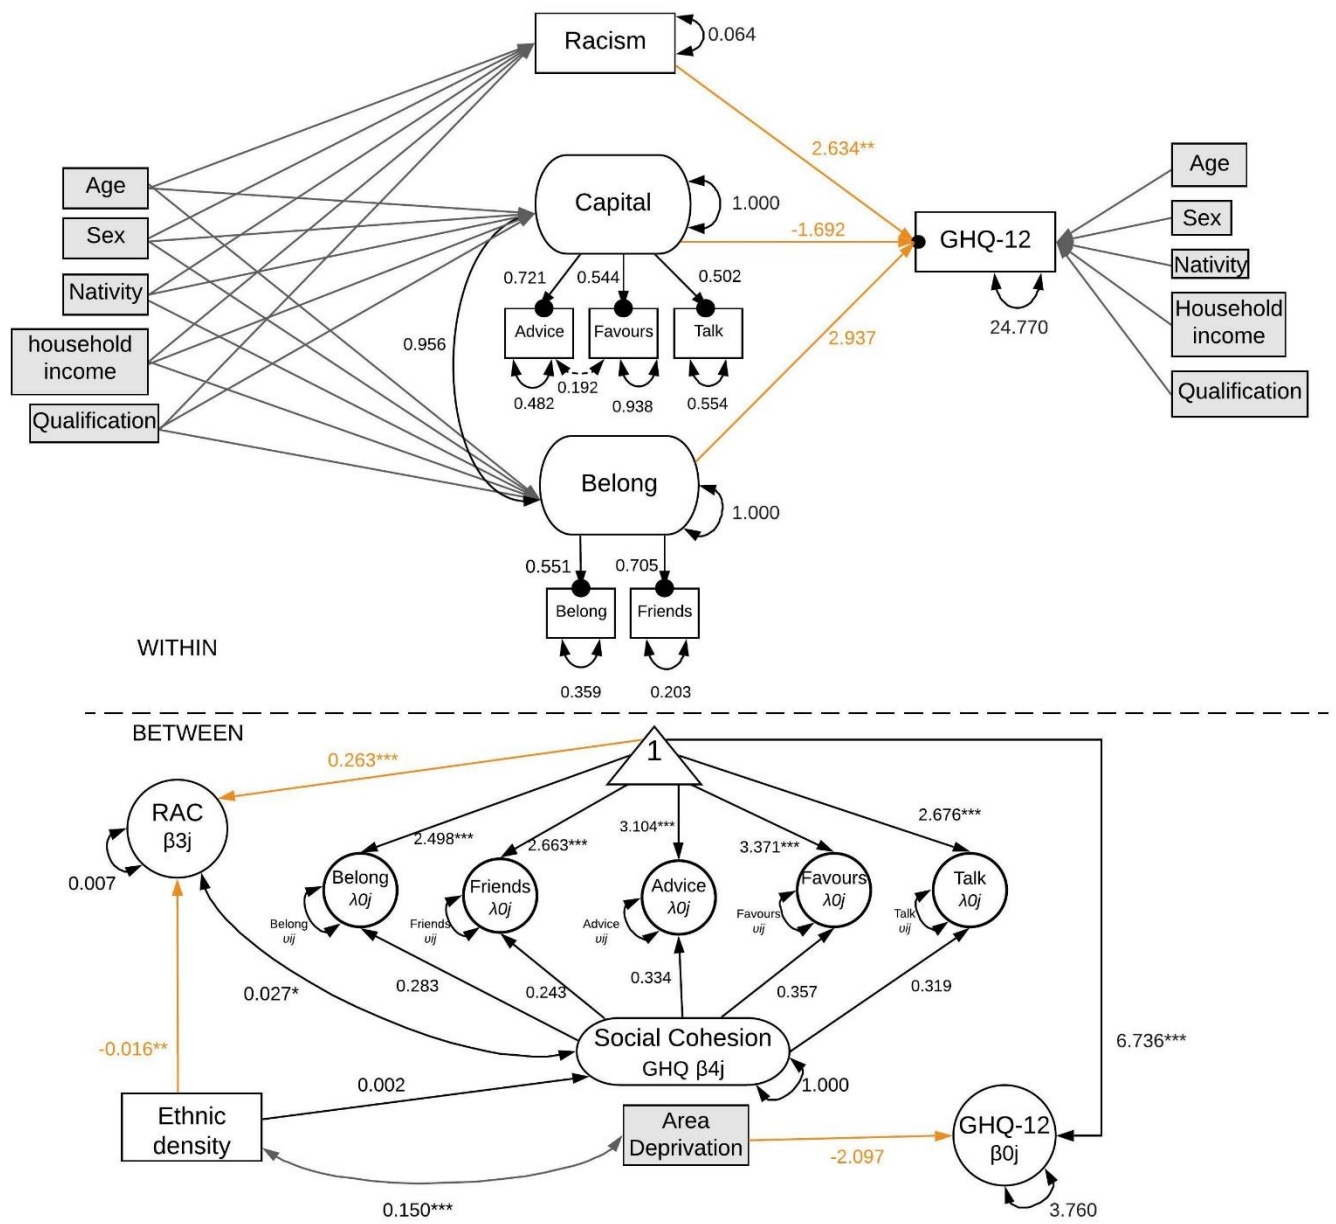 Racism
0.064
2.634**
Age
Sex
Nativity
household
income
Qualification
Capital
1.000
-1.692
GHQ-12
24.770
Age
Sex
Nativity
Household
income
Qualification
0.721
0.544
0.502
Advice
Favours
Talk
0.192
0.482
0.938
0.554
0.956
2.937
Belong
1.000
0.551
0.705
Belong
Friends
0.359
0.203
WITHIN
BETWEEN
1
0.263***
RAC
β3j
0.007
2.498***
2.663***
3.104***
3.371***
2.676***
Belong
λ0j
Friends
λ0j
Advice
λ0j
Favours
λ0j
Talk
λ0j
Belong
υij
Friends
υij
Advice
υij
Favours
υij
Talk
υij
0.027*
0.283
0.243
0.334
0.357
0.319
-0.016**
Social Cohesion
GHQ β4j
1.000
6.736***
0.002
Ethnic
density
Area
Deprivation
-2.097
GHQ-12
β0j
0.150***
3.760